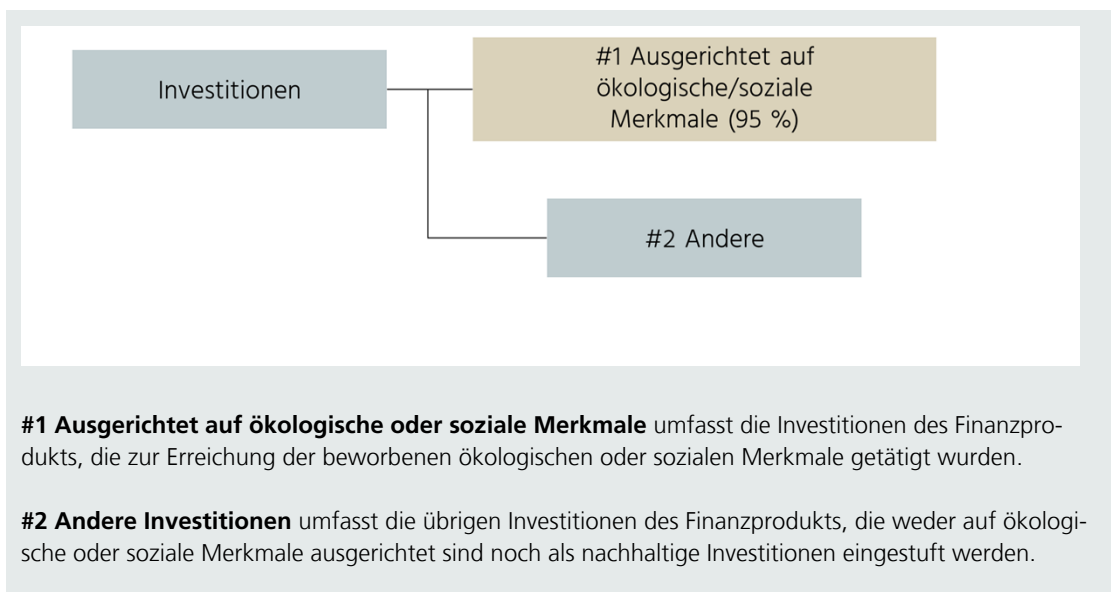 Investitionen
#1 Ausgerichtet auf
ökologische/soziale
Merkmale (95 %)
#2 Andere
#1 Ausgerichtet auf ökologische oder soziale Merkmale umfasst die Investitionen des Finanzpro-
dukts, die zur Erreichung der beworbenen ökologischen oder sozialen Merkmale getätigt wurden.
#2 Andere Investitionen umfasst die übrigen Investitionen des Finanzprodukts, die weder auf ökologi-
sche oder soziale Merkmale ausgerichtet sind noch als nachhaltige Investitionen eingestuft werden.